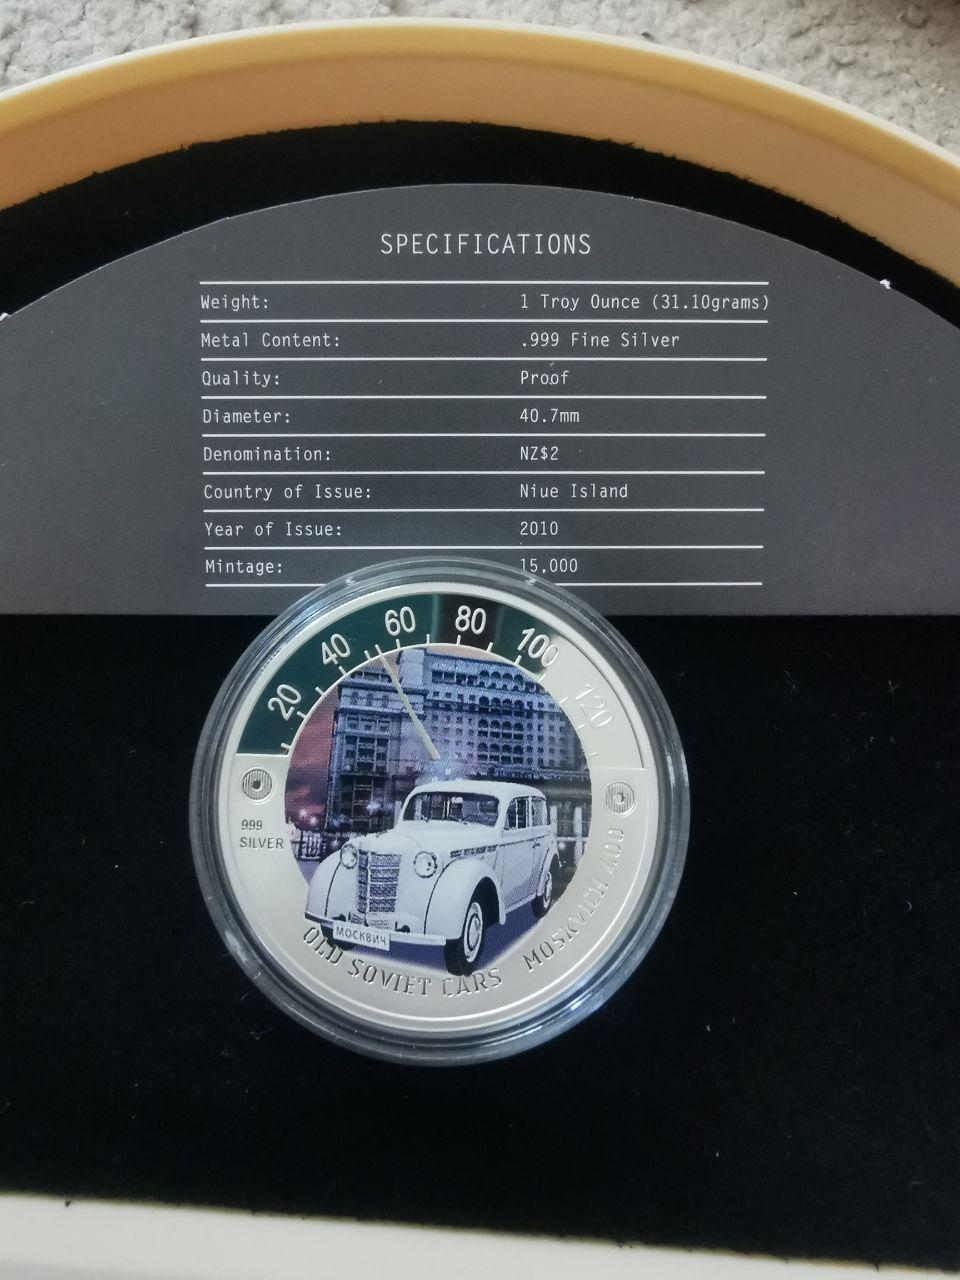 SPECIFICATIONS
Weight: 1 Troy Ounce (31.10grams)
Metal Content: .999 Fine Silver
Quality: Proof
Diameter: 40.7mm
Denomination: NZ$2
Country of Issue: Niue Island
Year of Issue: 2010
Mintage: 15,000
20 40 60 80 100 120
999
SILVER
МОСКВИЧ
OLD SOVIET CARS MOSKVICH 400